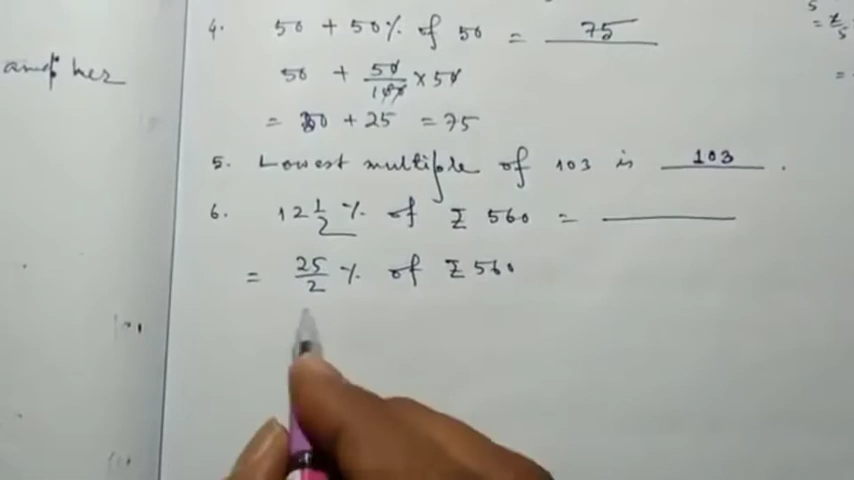 4. 50 + 50% of 50 = 75
50 + 50/100 × 50
= 50 + 25 = 75
5. Lowest multiple of 103 is 103.
6. 12 1/2 % of ₹ 560 = ______
= 25/2 % of ₹ 560